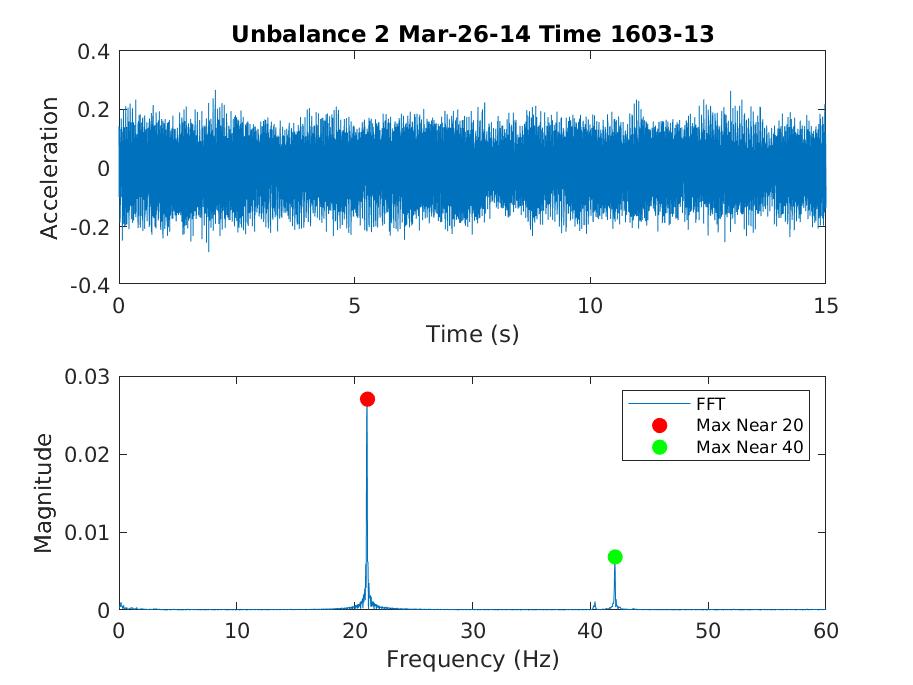 Unbalance 2 Mar-26-14 Time 1603-13
0.4
0.2
0
-0.2
-0.4
Acceleration
0
5
10
15
Time (s)
0.03
0.02
0.01
0
Magnitude
FFT
Max Near 20
Max Near 40
0
10
20
30
40
50
60
Frequency (Hz)